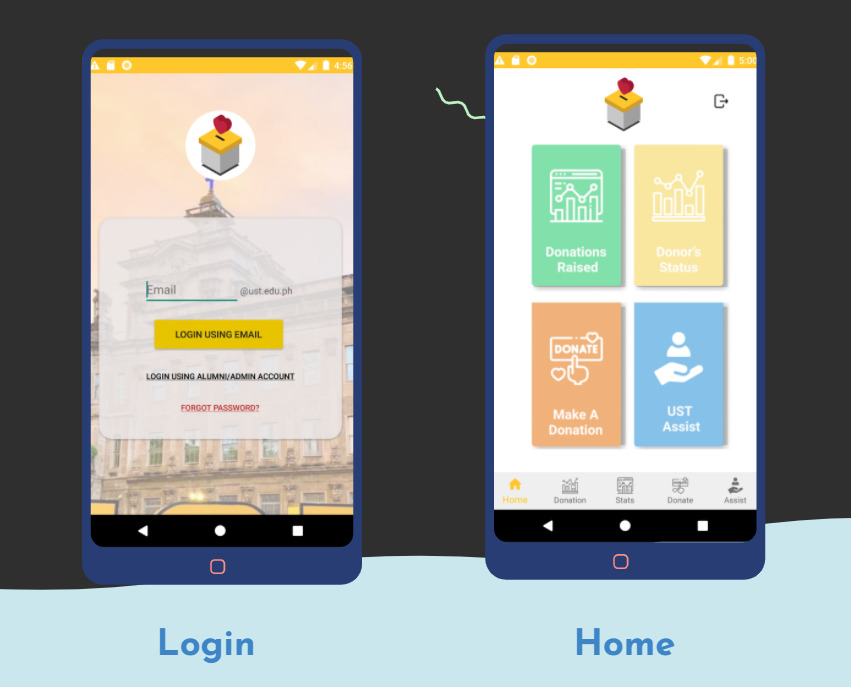 4:56
Email
@ust.edu.ph
LOGIN USING EMAIL
LOGIN USING ALUMNI/ADMIN ACCOUNT
FORGOT PASSWORD?
Login
5:00
Donations
Raised
Donor's
Status
DONATE
Make A
Donation
UST
Assist
Home
Donation
Stats
Donate
Assist
Home